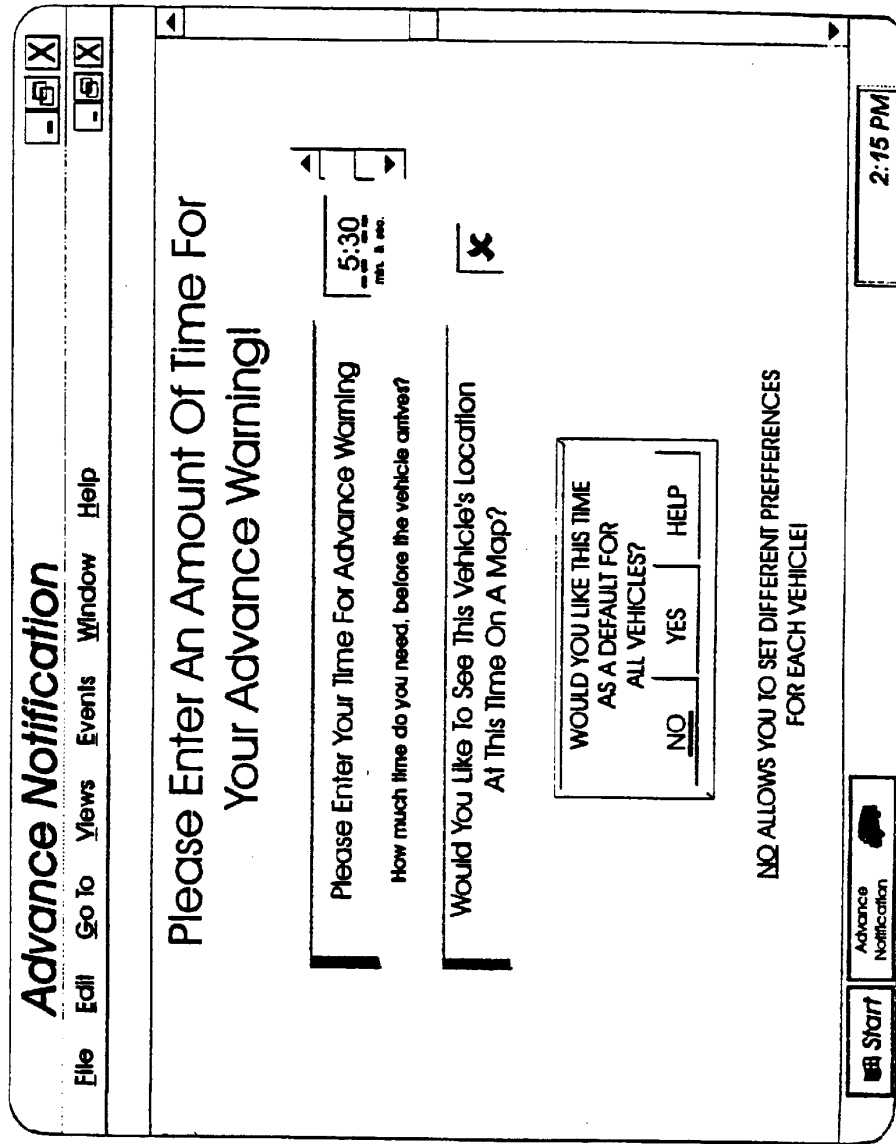 Advance Notification
File Edit Go To Views Events Window Help
Please Enter An Amount Of Time For
Your Advance Warning!
Please Enter Your Time For Advance Warning
5:30
min. & sec.
How much time do you need, before the vehicle arrives?
Would You Like To See This Vehicle's Location
At This Time On A Map?
X
WOULD YOU LIKE THIS TIME
AS A DEFAULT FOR
ALL VEHICLES?
NO YES HELP
NO ALLOWS YOU TO SET DIFFERENT PREFFERENCES
FOR EACH VEHICLE!
Start
Advance
Notification
2:15 PM